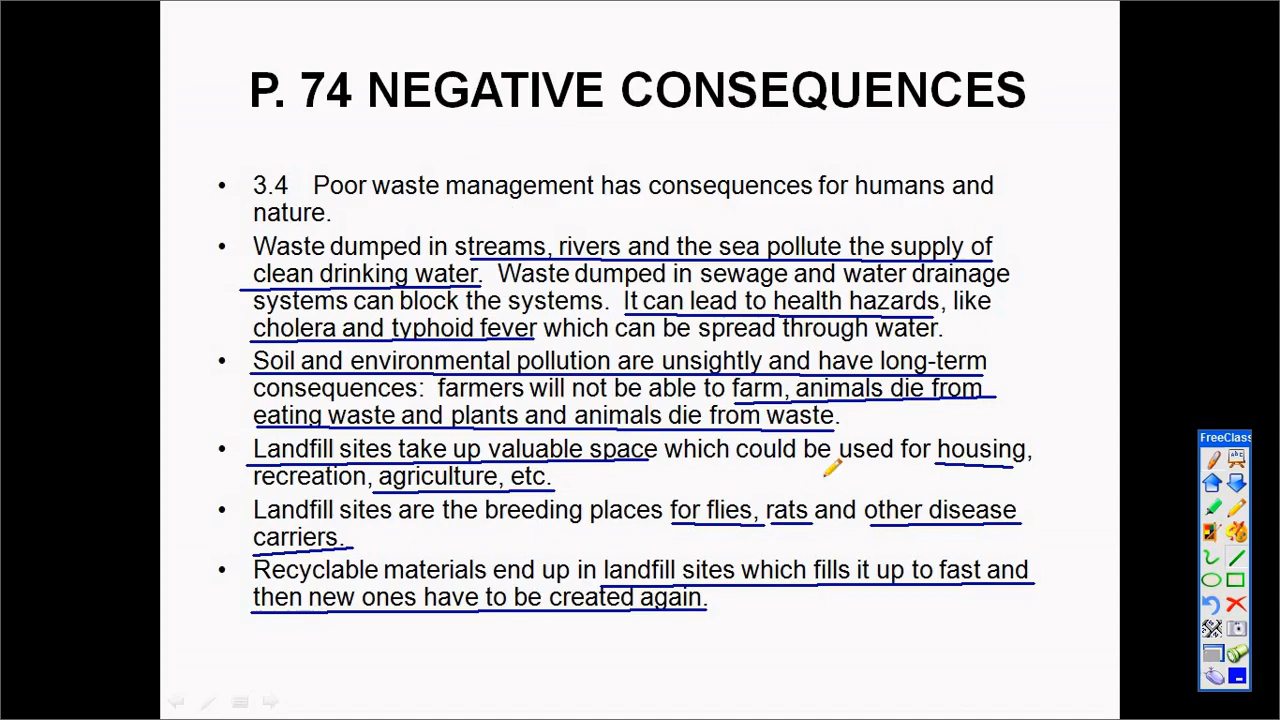 P. 74 NEGATIVE CONSEQUENCES
• 3.4 Poor waste management has consequences for humans and
nature.
• Waste dumped in streams, rivers and the sea pollute the supply of
clean drinking water. Waste dumped in sewage and water drainage
systems can block the systems. It can lead to health hazards, like
cholera and typhoid fever which can be spread through water.
• Soil and environmental pollution are unsightly and have long-term
consequences: farmers will not be able to farm, animals die from
eating waste and plants and animals die from waste.
• Landfill sites take up valuable space which could be used for housing,
recreation, agriculture, etc.
• Landfill sites are the breeding places for flies, rats and other disease
carriers.
• Recyclable materials end up in landfill sites which fills it up to fast and
then new ones have to be created again.
FreeClass